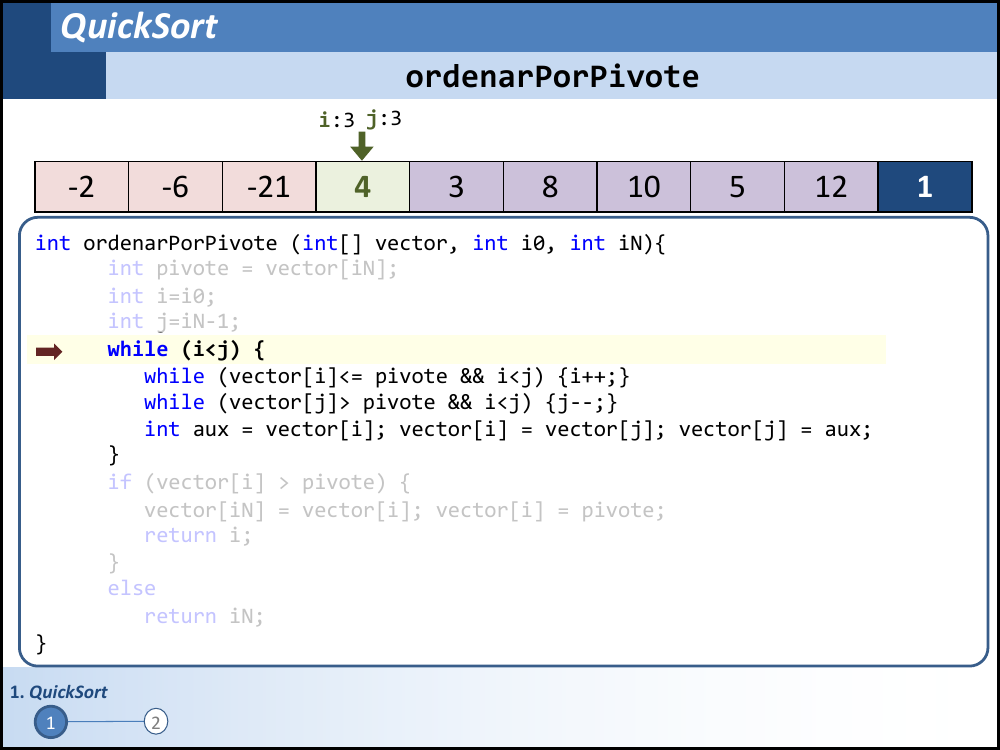 QuickSort
ordenarPorPivote
i:3 j:3
-2 -6 -21 4 3 8 10 5 12 1
int ordenarPorPivote (int[] vector, int i0, int iN){
int pivote = vector[iN];
int i=i0;
int j=iN-1;
while (i<j) {
while (vector[i]<= pivote && i<j) {i++;}
while (vector[j]> pivote && i<j) {j--;}
int aux = vector[i]; vector[i] = vector[j]; vector[j] = aux;
}
if (vector[i] > pivote) {
vector[iN] = vector[i]; vector[i] = pivote;
return i;
}
else
return iN;
}
1. QuickSort
1 2